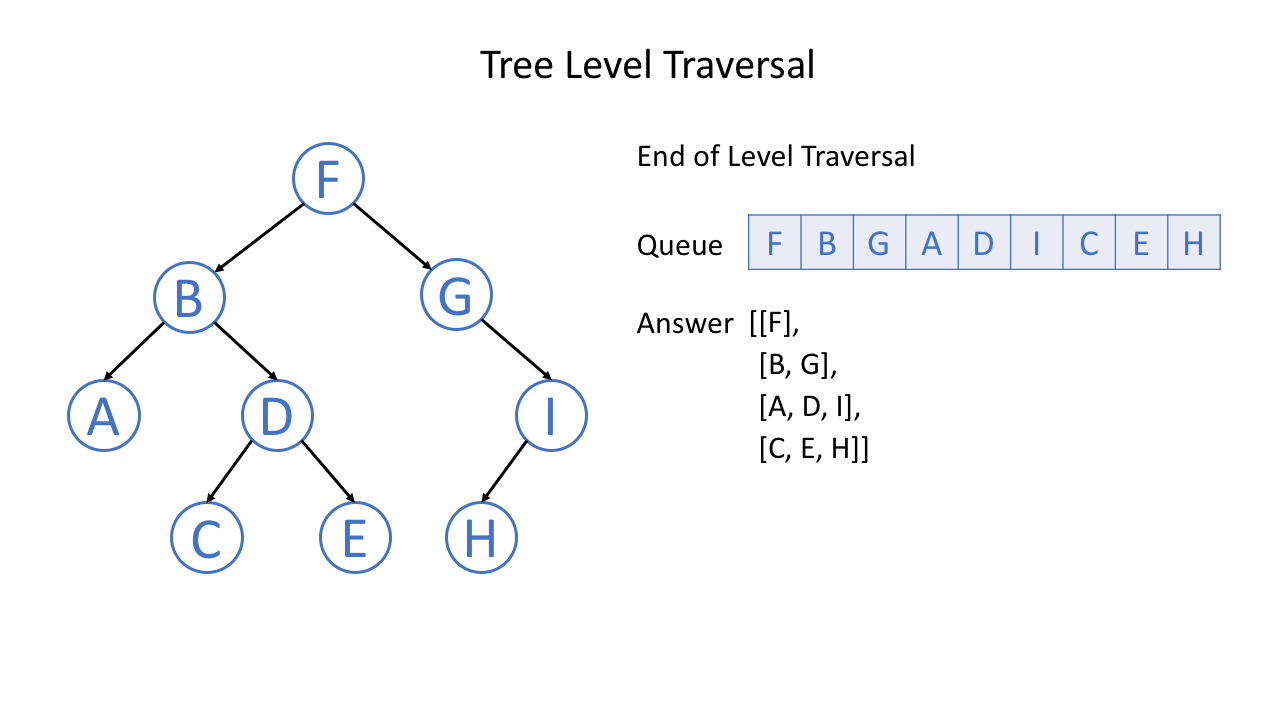 Tree Level Traversal
F
B
G
A
D
I
C
E
H
End of Level Traversal
Queue F B G A D I C E H
Answer [[F],
[B, G],
[A, D, I],
[C, E, H]]